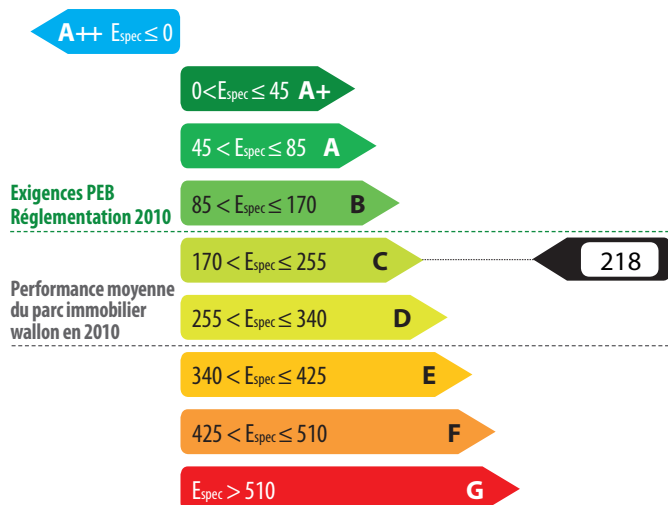 A++ Espec ≤ 0
0<Espec ≤ 45 A+
45 < Espec ≤ 85 A
Exigences PEB
Réglementation 2010
85 < Espec ≤ 170 B
170 < Espec ≤ 255 C
218
Performance moyenne
du parc immobilier
wallon en 2010
255 < Espec ≤ 340 D
340 < Espec ≤ 425 E
425 < Espec ≤ 510 F
Espec > 510 G